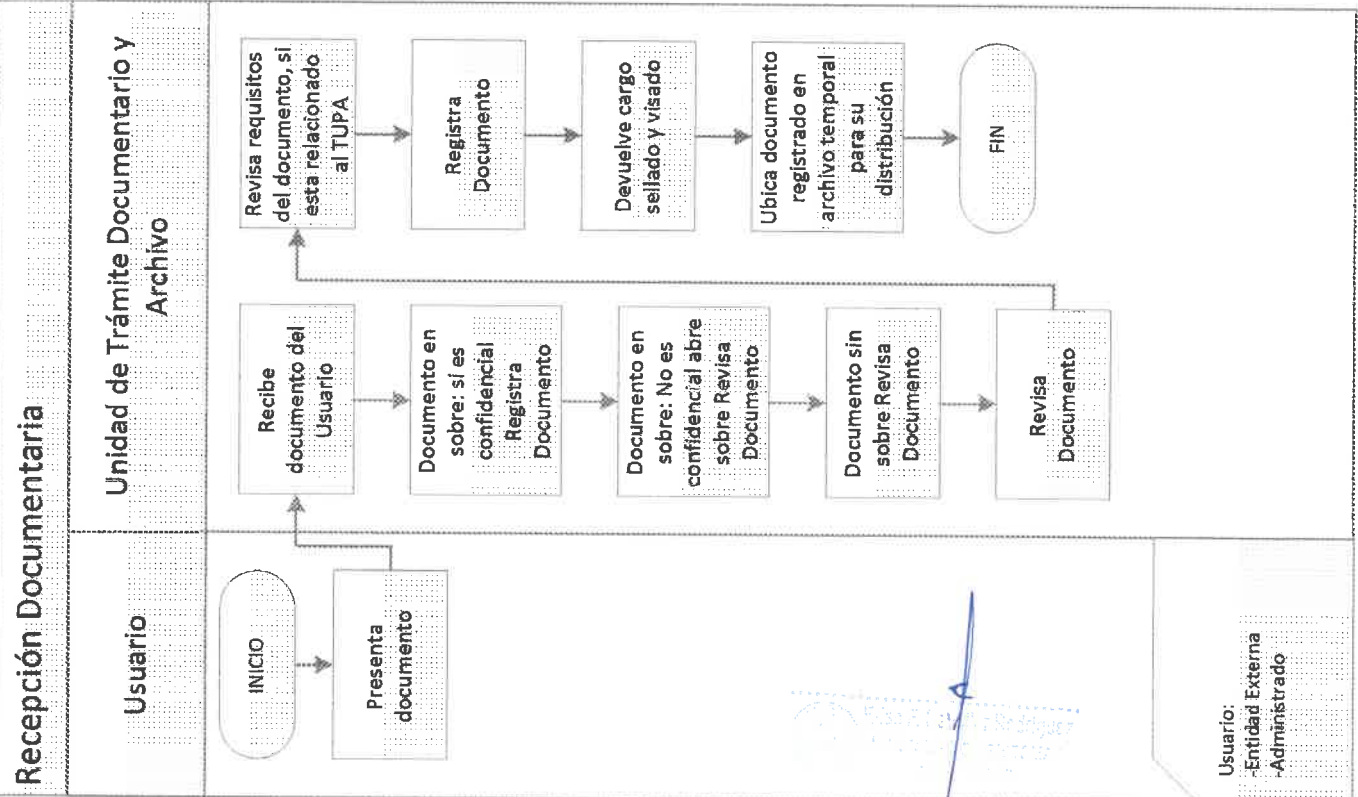 Recepción Documentaria
Usuario
Unidad de Trámite Documentario y
Archivo
INICIO
Presenta
documento
Recibe
documento del
Usuario
Documento en
sobre: si es
confidencial
Registra
Documento
Documento en
sobre: No es
confidencial abre
sobre Revisa
Documento
Documento sin
sobre Revisa
Documento
Revisa
Documento
Revisa requisitos
del documento, si
esta relacionado
al TUPA
Registra
Documento
Devuelve cargo
sellado y visado
Ubica documento
registrado en
archivo temporal
para su
distribución
FIN
Usuario:
-Entidad Externa
-Administrado